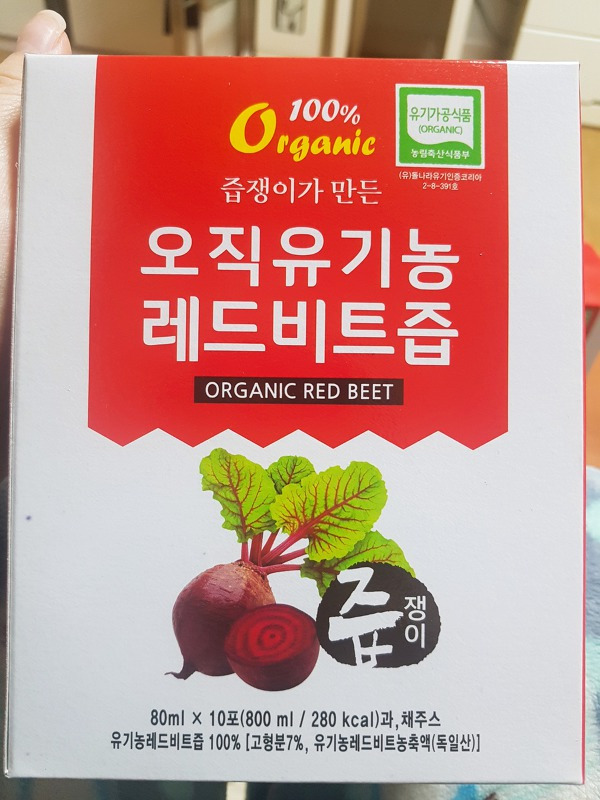 100%
Organic
유기가공식품
(ORGANIC)
농림축산식품부
(유)돌나라유기인증코리아
2-8-391호
즙쟁이가 만든
오직유기농
레드비트즙
ORGANIC RED BEET
즙쟁이
80ml × 10포(800 ml / 280 kcal)과,채주스
유기농레드비트즙 100% [고형분7%, 유기농레드비트농축액(독일산)]